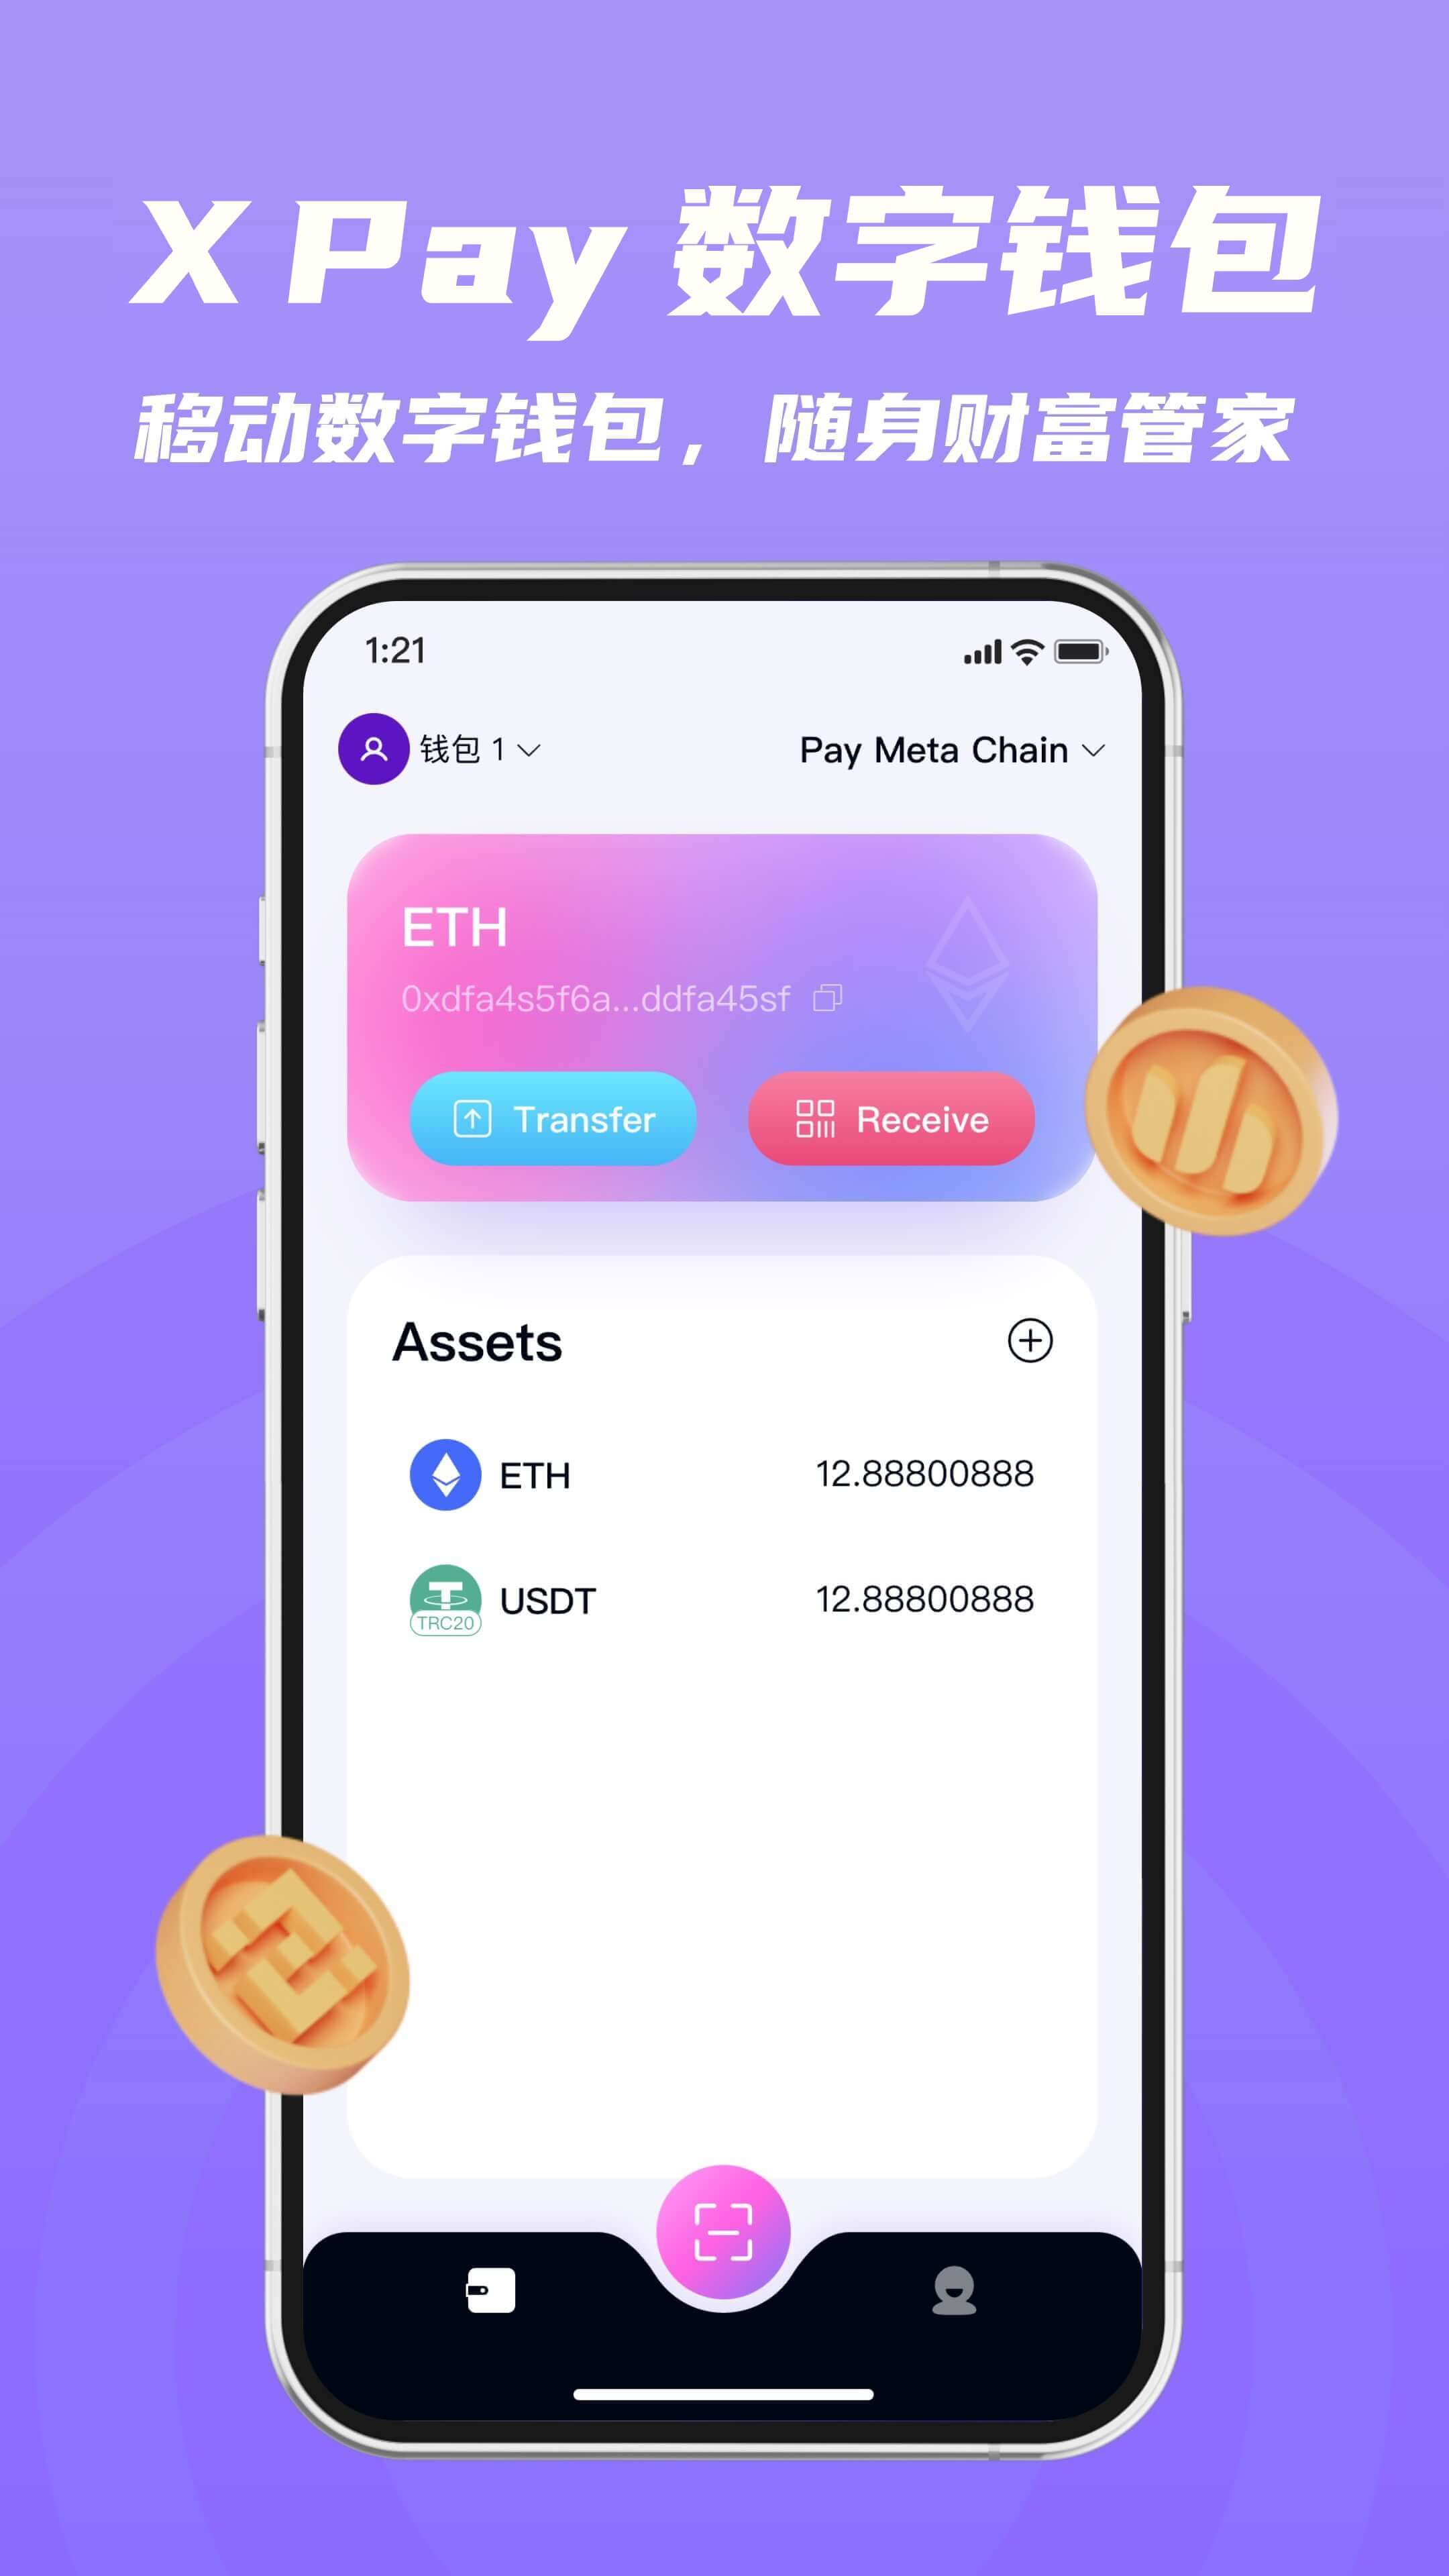 X Pay 数字钱包
移动数字钱包，随身财富管家
1:21
钱包 1
Pay Meta Chain
ETH
0xdfa4s5f6a...ddfa45sf
Transfer
Receive
Assets
ETH
12.88800888
TRC20
USDT
12.88800888